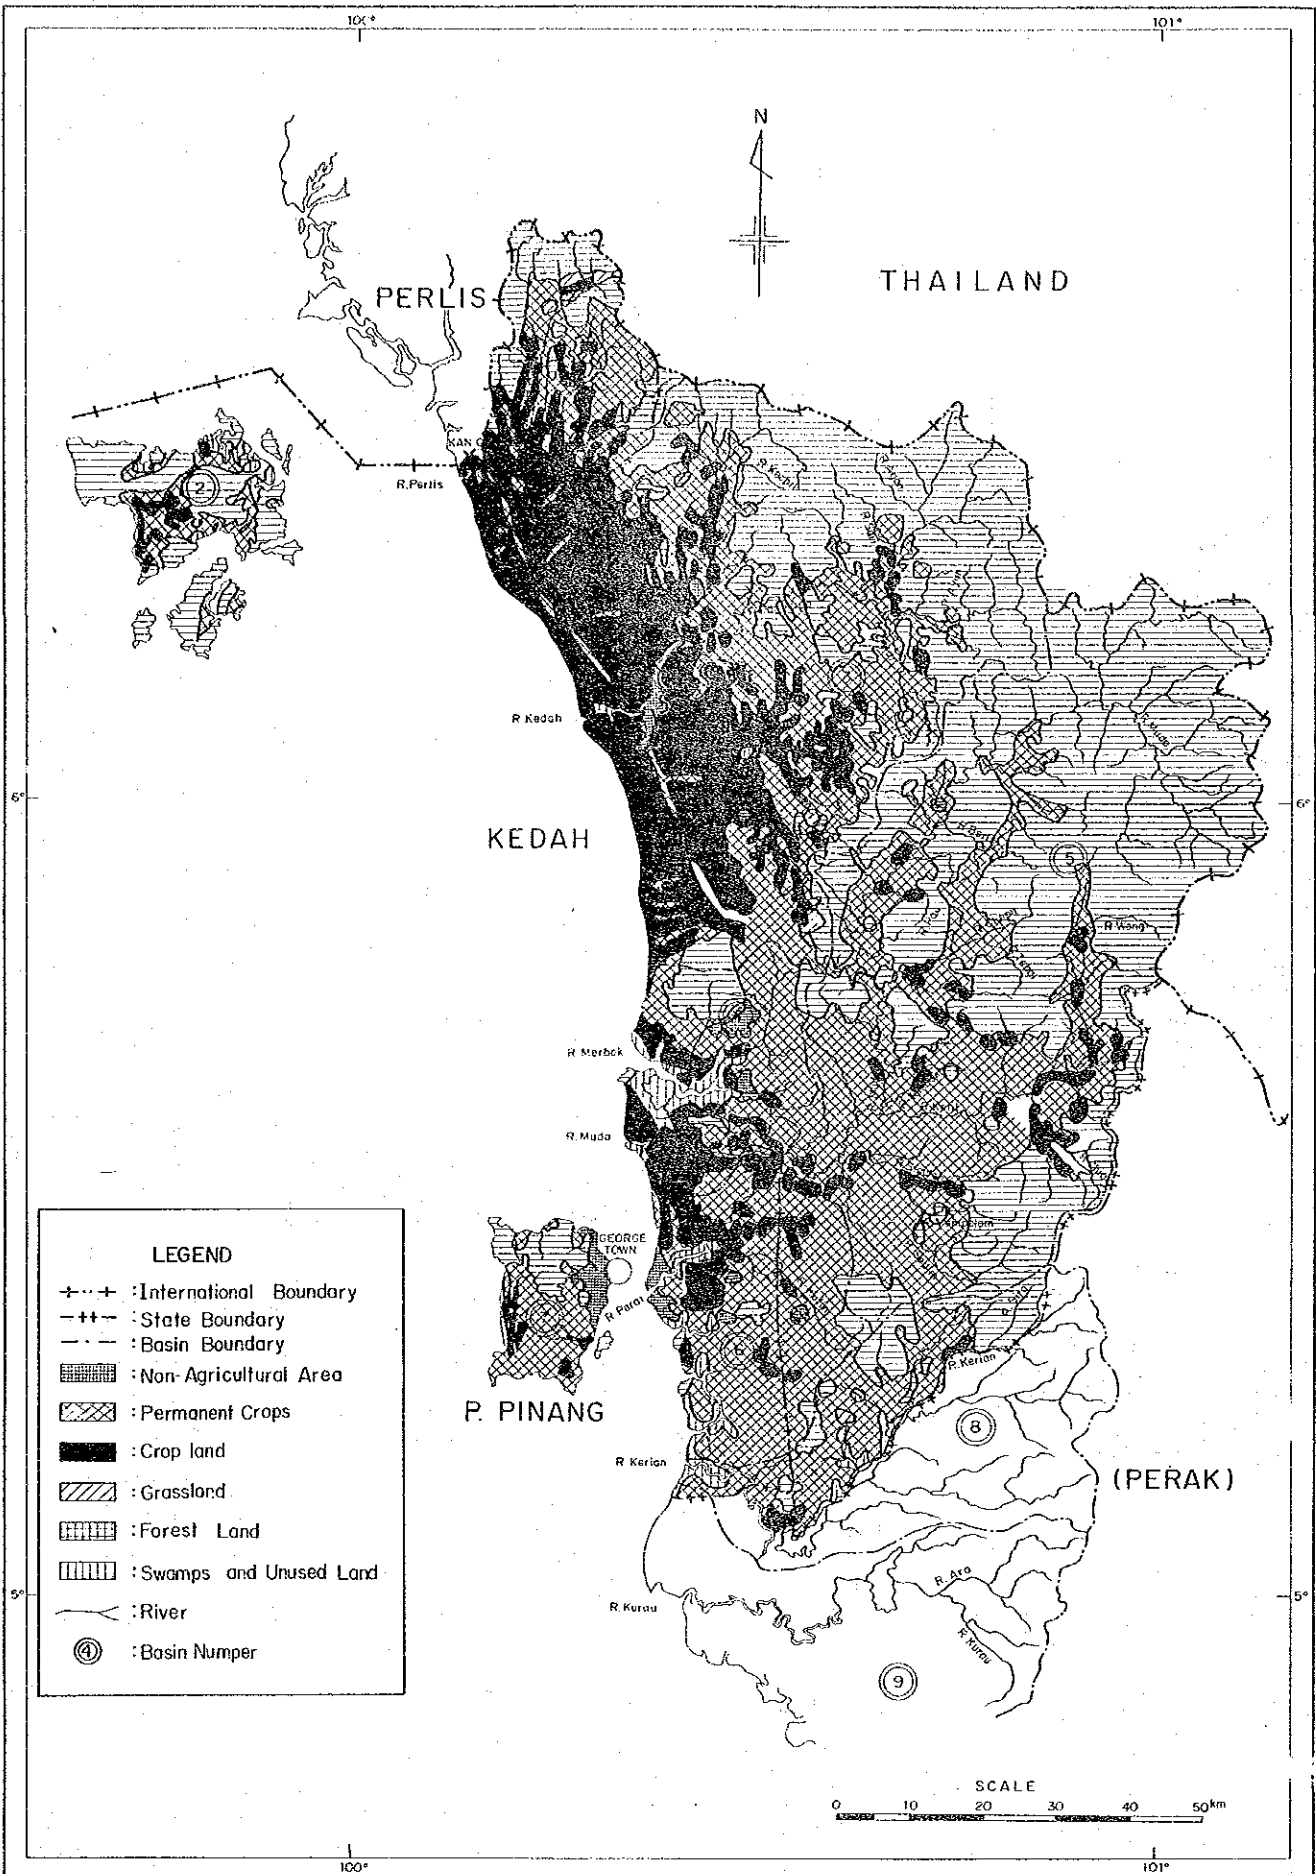 100°
101°
N
THAILAND
PERLIS
R. Perlis
2
R. Muda
R Kedah
6°
6°
KEDAH
5
R Wang
R Merbok
R. Muda
LEGEND
:International Boundary
:State Boundary
:Basin Boundary
:Non-Agricultural Area
:Permanent Crops
:Crop land
:Grassland
:Forest Land
:Swamps and Unused Land
:River
④ :Basin Numper
GEORGE
TOWN
6
R. Kerian
P. PINANG
8
R Kerian
(PERAK)
R. Ara
5°
5°
R. Kurau
R. Kurau
9
SCALE
0 10 20 30 40 50km
100°
101°